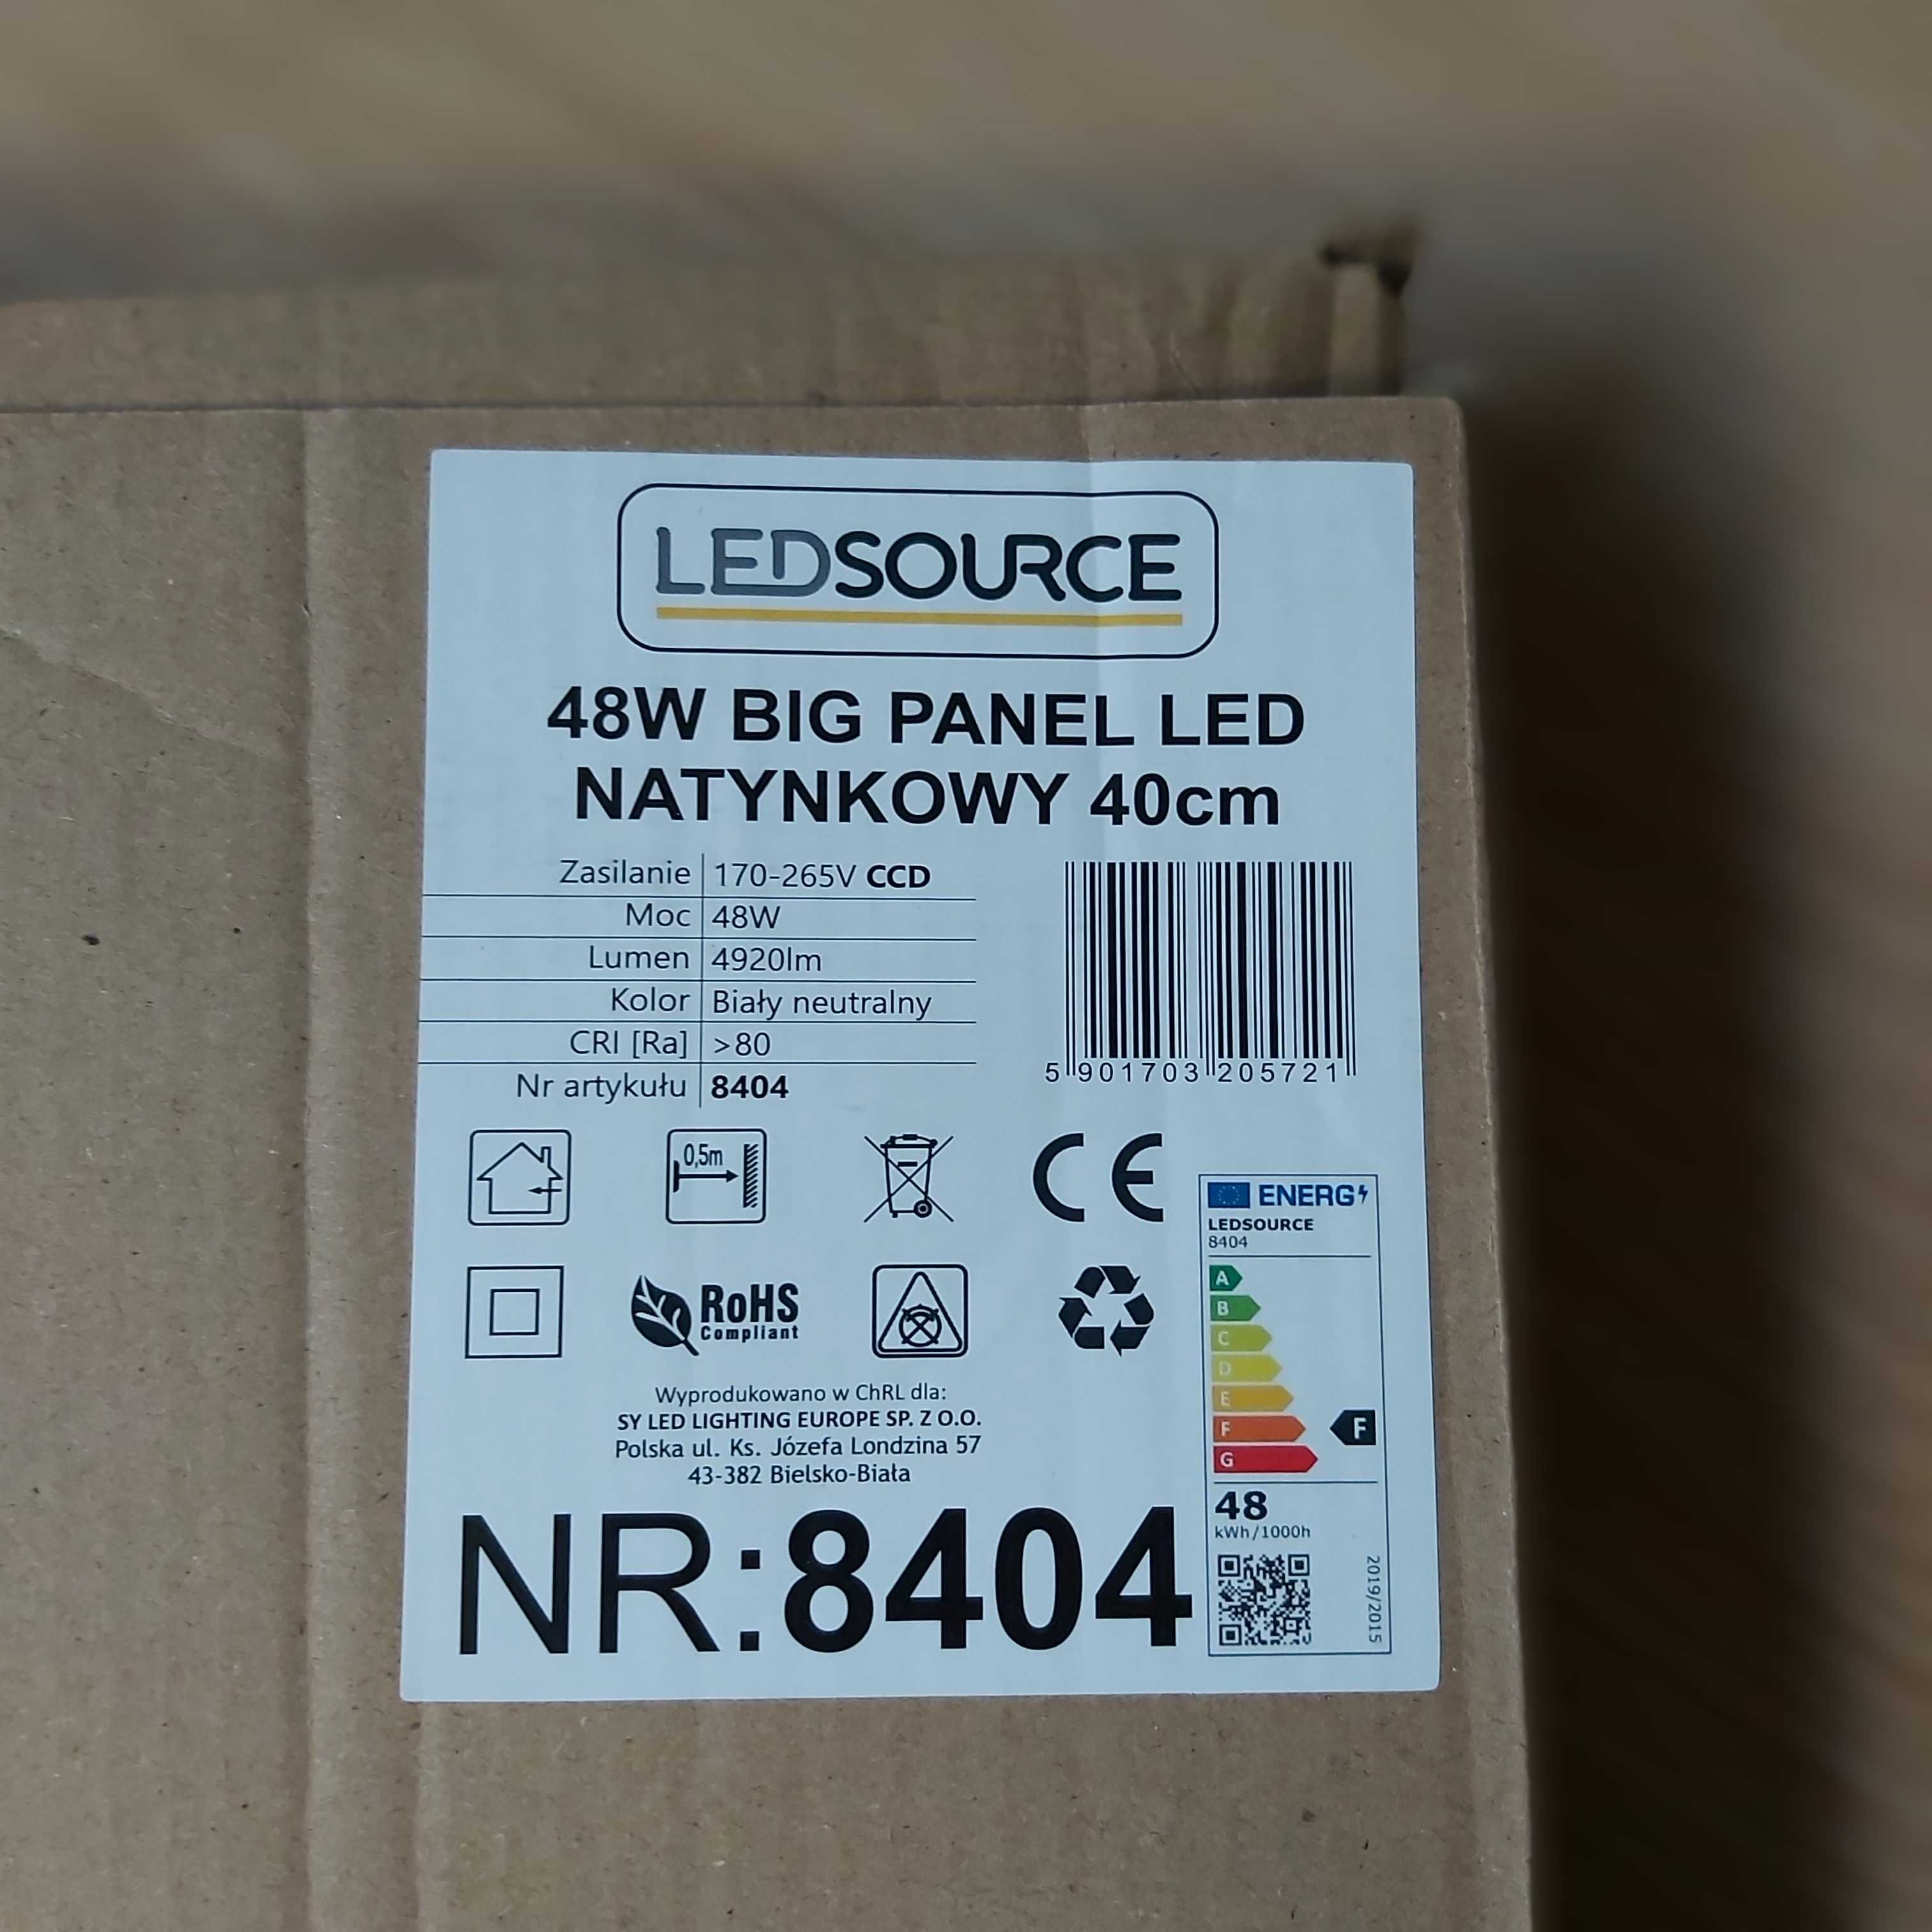 LEDSOURCE
48W BIG PANEL LED
NATYNKOWY 40cm
Zasilanie 170-265V CCD
Moc 48W
Lumen 4920lm
Kolor Biały neutralny
CRI [Ra] >80
Nr artykułu 8404
5 901703 205721
0,5m
CE
RoHS
Compliant
Wyprodukowano w ChRL dla:
SY LED LIGHTING EUROPE SP. Z O.O.
Polska ul. Ks. Józefa Londzina 57
43-382 Bielsko-Biała
NR:8404
ENERG
LEDSOURCE
8404
A
B
C
D
E
F F
G
48
kWh/1000h
2019/2015